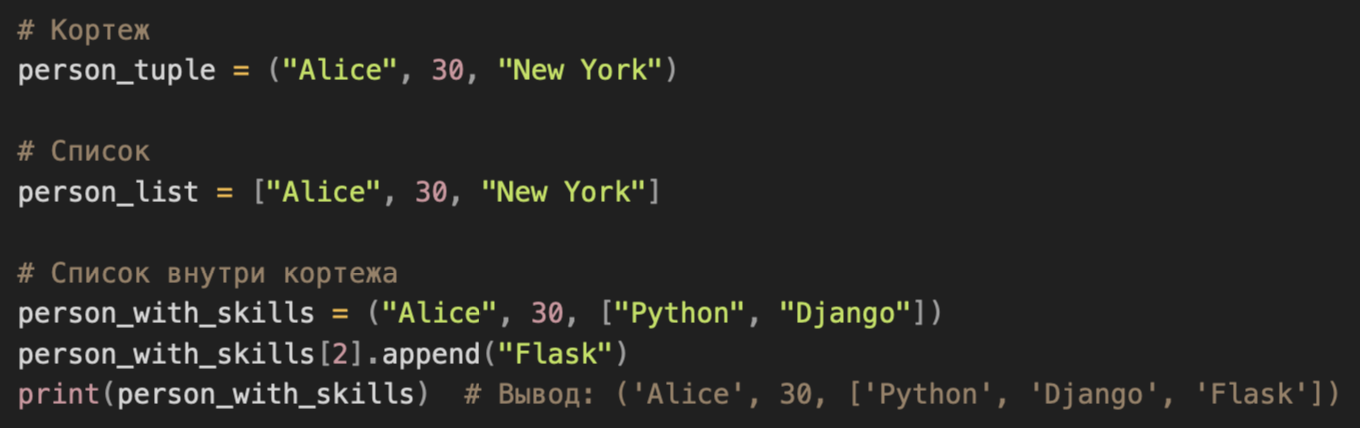 # Кортеж
person_tuple = ("Alice", 30, "New York")
# Список
person_list = ["Alice", 30, "New York"]
# Список внутри кортежа
person_with_skills = ("Alice", 30, ["Python", "Django"])
person_with_skills[2].append("Flask")
print(person_with_skills)  # Вывод: ('Alice', 30, ['Python', 'Django', 'Flask'])